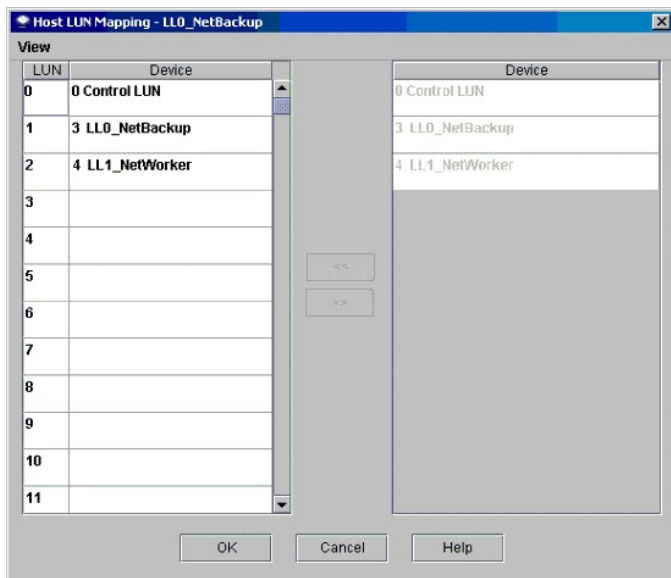 Host LUN Mapping - LL0_NetBackup
View
LUN Device Device
0 0 Control LUN 0 Control LUN
1 3 LL0_NetBackup 3 LL0_NetBackup
2 4 LL1_NetWorker 4 LL1_NetWorker
3
4
5 <<
6 >>
7
8
9
10
11
OK Cancel Help